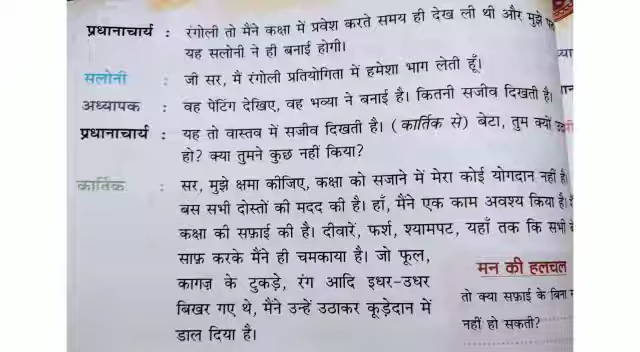 प्रधानाचार्य : रंगोली तो मैंने कक्षा में प्रवेश करते समय ही देख ली थी और मुझे
यह सलोनी ने ही बनाई होगी।
सलोनी : जी सर, मैं रंगोली प्रतियोगिता में हमेशा भाग लेती हूँ।
अध्यापक : वह पेंटिंग देखिए, वह भव्या ने बनाई है। कितनी सजीव दिखती है।
प्रधानाचार्य : यह तो वास्तव में सजीव दिखती है। (कार्तिक से) बेटा, तुम क्यों
हो? क्या तुमने कुछ नहीं किया?
कार्तिक : सर, मुझे क्षमा कीजिए, कक्षा को सजाने में मेरा कोई योगदान नहीं है।
बस सभी दोस्तों की मदद की है। हाँ, मैंने एक काम अवश्य किया है।
कक्षा की सफ़ाई की है। दीवारें, फर्श, श्यामपट, यहाँ तक कि सभी
साफ़ करके मैंने ही चमकाया है। जो फूल,
कागज़ के टुकड़े, रंग आदि इधर-उधर
बिखर गए थे, मैंने उन्हें उठाकर कूड़ेदान में
डाल दिया है।
मन की हलचल
तो क्या सफ़ाई के बिना
नहीं हो सकती?